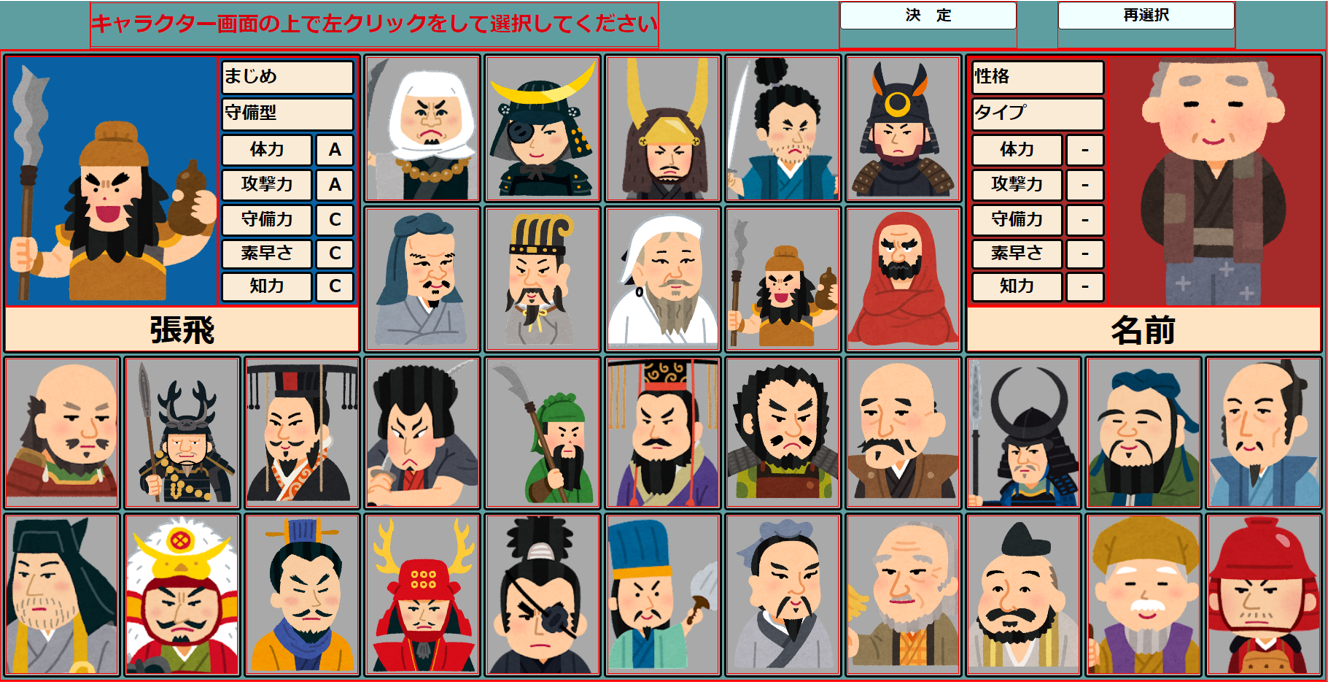 キャラクター画面の上で左クリックをして選択してください
決　定
再選択
まじめ
守備型
体力 A
攻撃力 A
守備力 C
素早さ C
知力 C
張飛
性格
タイプ
体力 -
攻撃力 -
守備力 -
素早さ -
知力 -
名前